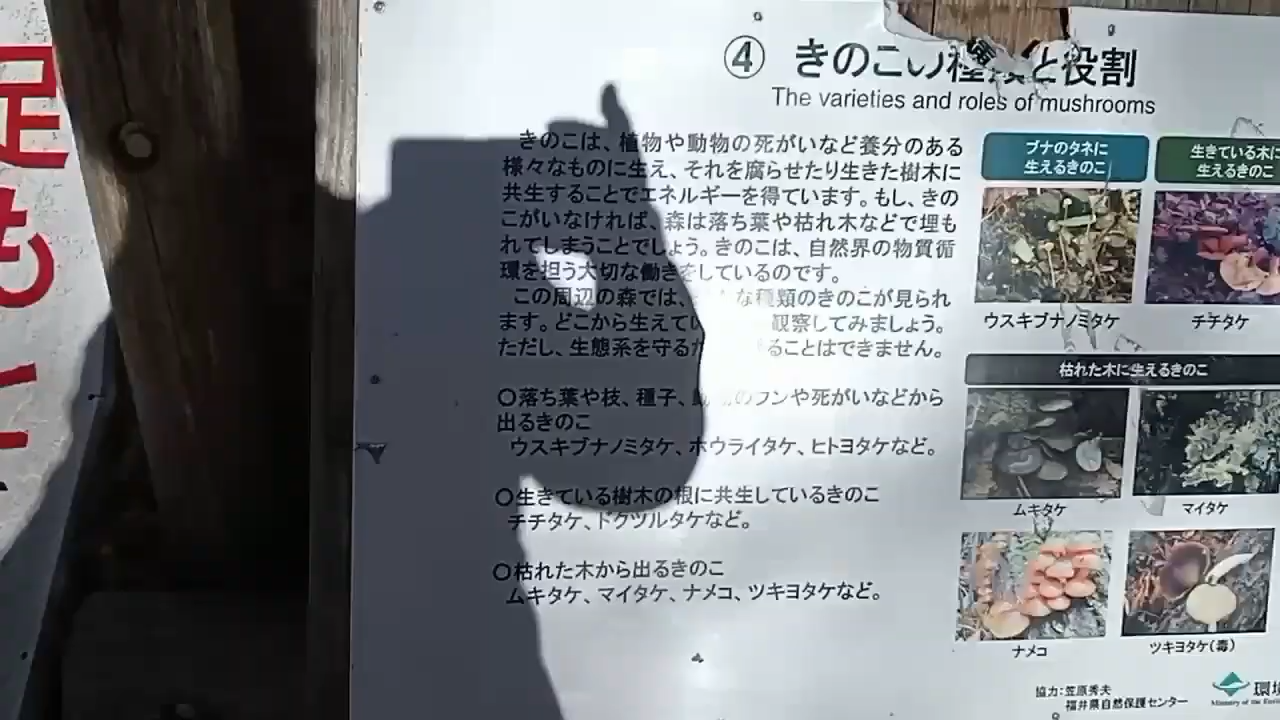 足
も
④ きのこの種類と役割
The varieties and roles of mushrooms
きのこは、植物や動物の死がいなど養分のある
様々なものに生え、それを腐らせたり生きた樹木に
共生することでエネルギーを得ています。もし、きの
こがいなければ、森は落ち葉や枯れ木などで埋も
れてしまうことでしょう。きのこは、自然界の物質循
環を担う大切な働きをしているのです。
この周辺の森では、 な種類のきのこが見られ
ます。どこから生えてい 観察してみましょう。
ただし、生態系を守るた ることはできません。
○落ち葉や枝、種子、動物のフンや死がいなどから
出るきのこ
ウスキブナノミタケ、ホウライタケ、ヒトヨタケなど。
○生きている樹木の根に共生しているきのこ
チチタケ、ドクツルタケなど。
○枯れた木から出るきのこ
ムキタケ、マイタケ、ナメコ、ツキヨタケなど。
ブナのタネに
生えるきのこ
生きている木に
生えるきのこ
ウスキブナノミタケ
チチタケ
枯れた木に生えるきのこ
ムキタケ
マイタケ
ナメコ
ツキヨタケ(毒)
協力:笠原秀夫
福井県自然保護センター
環境
Ministry of the